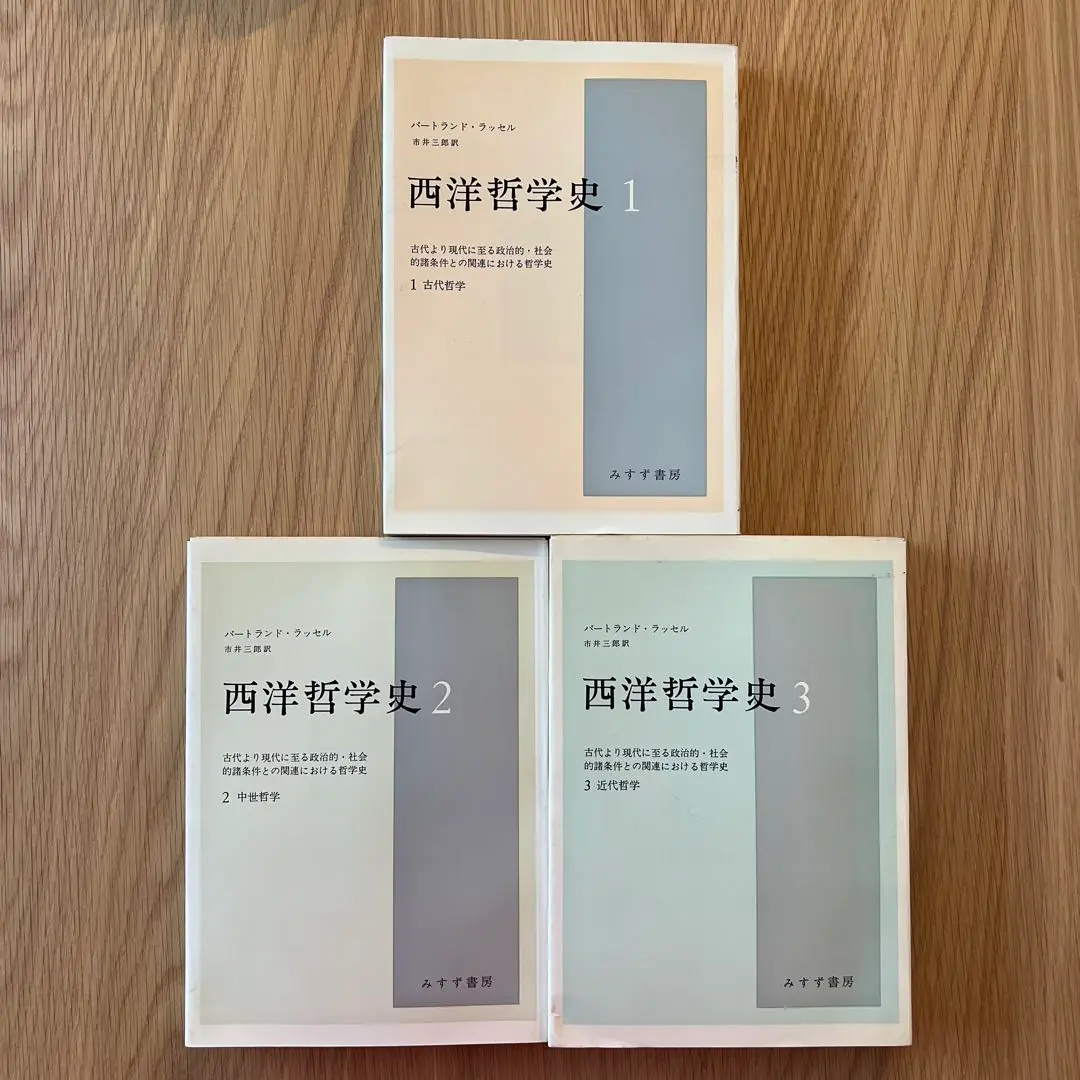 バートランド・ラッセル
市井三郎訳
西洋哲学史 1
古代より現代に至る政治的・社会
的諸条件との関連における哲学史
1 古代哲学
みすず書房
バートランド・ラッセル
市井三郎訳
西洋哲学史 2
古代より現代に至る政治的・社会
的諸条件との関連における哲学史
2 中世哲学
みすず書房
バートランド・ラッセル
市井三郎訳
西洋哲学史 3
古代より現代に至る政治的・社会
的諸条件との関連における哲学史
3 近代哲学
みすず書房